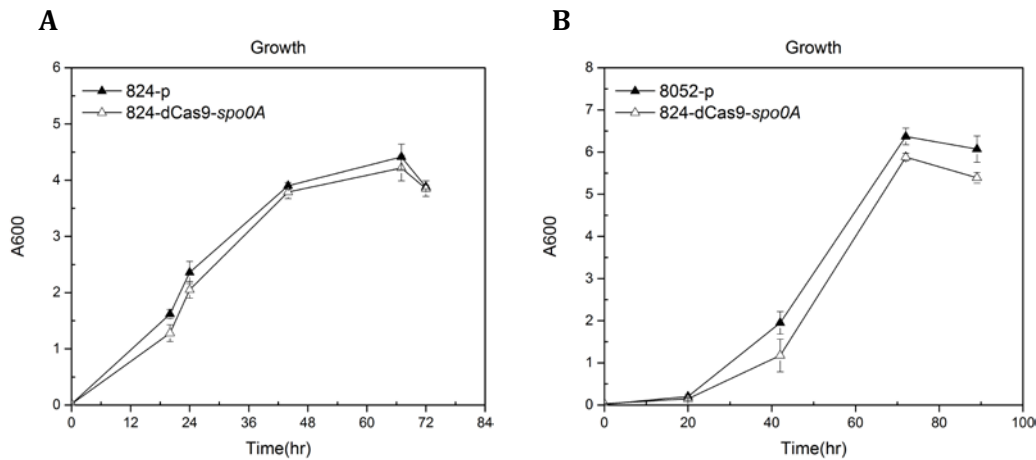 A
Growth
824-p
824-dCas9-spo0A
A600
6
5
4
3
2
1
0
0 12 24 36 48 60 72 84
Time(hr)
B
Growth
8052-p
824-dCas9-spo0A
A600
8
7
6
5
4
3
2
1
0
0 20 40 60 80 100
Time(hr)